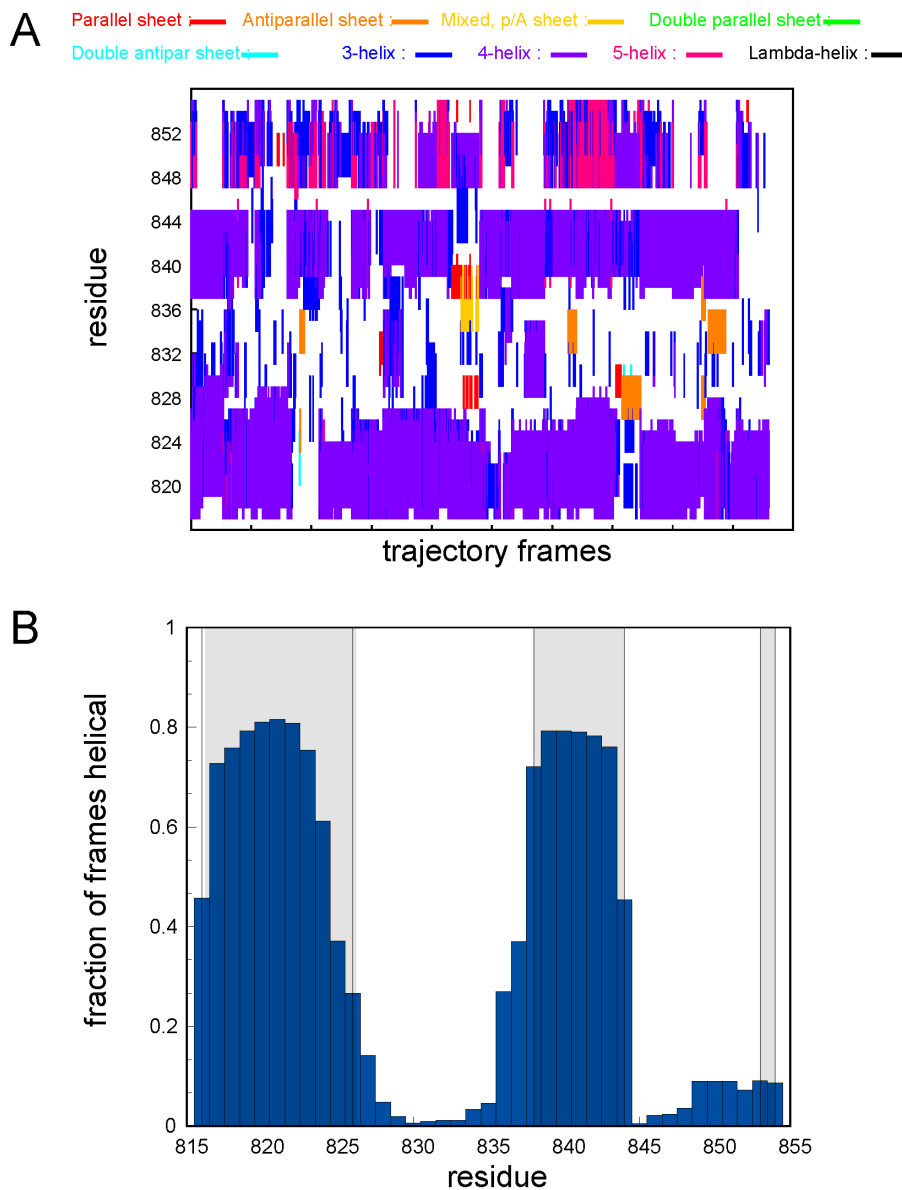 A
Parallel sheet : Antiparallel sheet : Mixed, p/A sheet : Double parallel sheet :
Double antipar sheet : 3-helix : 4-helix : 5-helix : Lambda-helix :
852
848
844
840
836
832
828
824
820
residue
trajectory frames
B
1
0.8
0.6
0.4
0.2
0
fraction of frames helical
815 820 825 830 835 840 845 850 855
residue